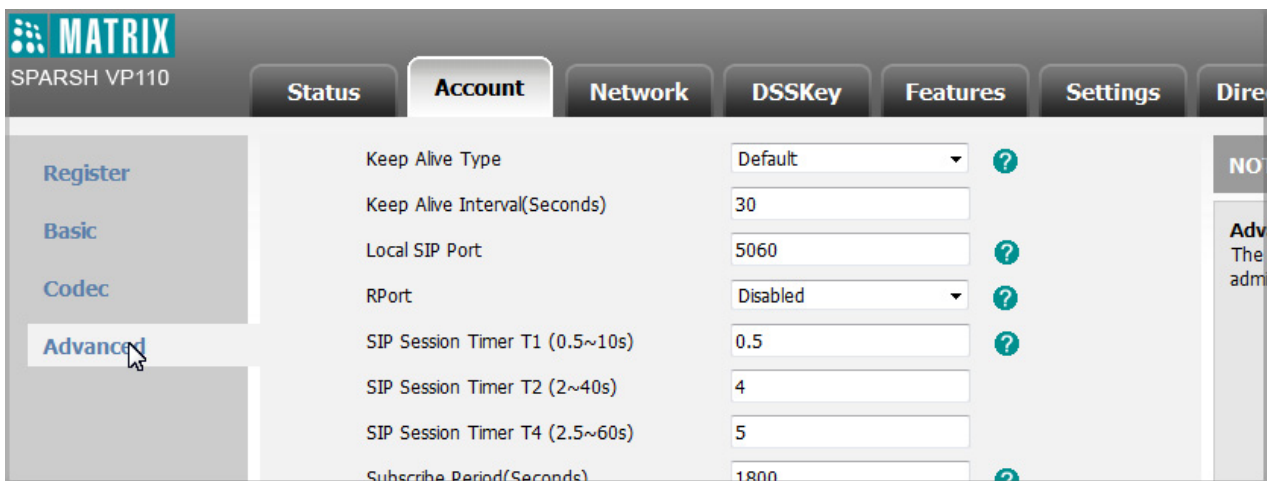 MATRIX
SPARSH VP110
Status Account Network DSSKey Features Settings
Register
Basic
Codec
Advanced
Keep Alive Type Default
Keep Alive Interval(Seconds) 30
Local SIP Port 5060
RPort Disabled
SIP Session Timer T1 (0.5~10s) 0.5
SIP Session Timer T2 (2~40s) 4
SIP Session Timer T4 (2.5~60s) 5
Subscribe Period(Seconds) 1800
The